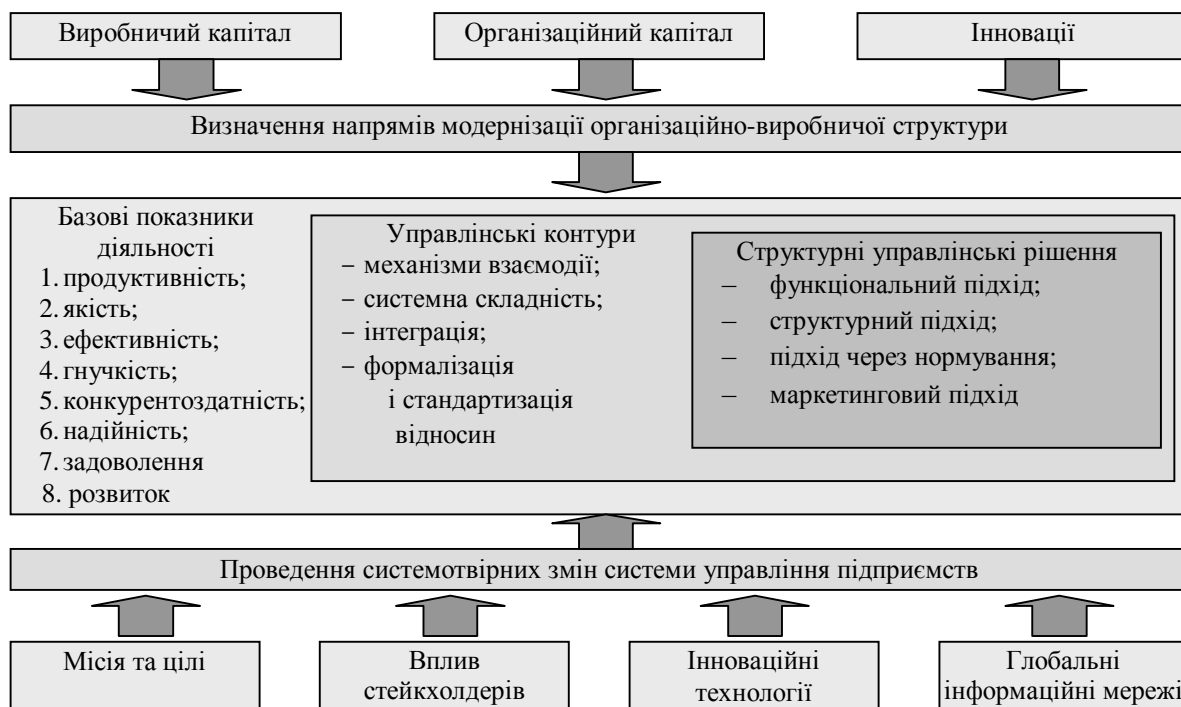 Виробничий капітал
Організаційний капітал
Інновації
Визначення напрямів модернізації організаційно-виробничої структури
Базові показники
діяльності
1. продуктивність;
2. якість;
3. ефективність;
4. гнучкість;
5. конкурентоздатність;
6. надійність;
7. задоволення
8. розвиток
Управлінські контури
– механізми взаємодії;
– системна складність;
– інтеграція;
– формалізація
і стандартизація
відносин
Структурні управлінські рішення
– функціональний підхід;
– структурний підхід;
– підхід через нормування;
– маркетинговий підхід
Проведення системотвірних змін системи управління підприємств
Місія та цілі
Вплив
стейкхолдерів
Інноваційні
технології
Глобальні
інформаційні мережі